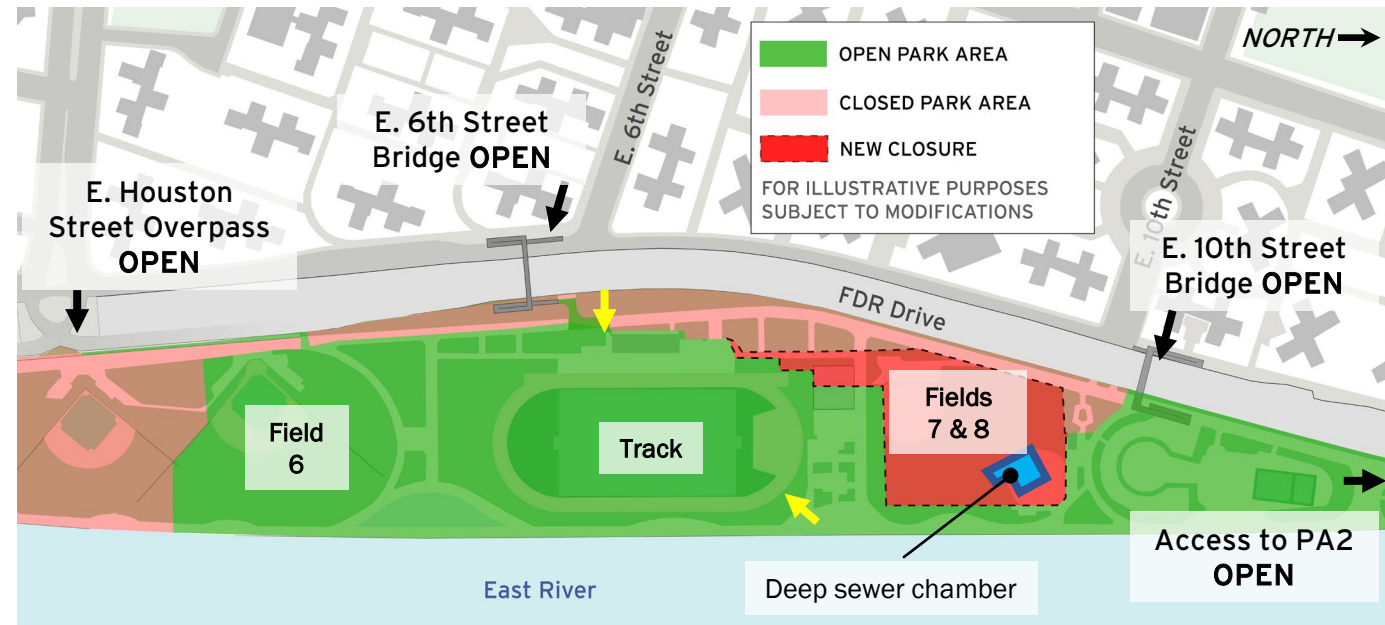 NORTH
OPEN PARK AREA
CLOSED PARK AREA
NEW CLOSURE
FOR ILLUSTRATIVE PURPOSES
SUBJECT TO MODIFICATIONS
E. 6th Street
Bridge OPEN
E. 6th Street
E. Houston
Street Overpass
OPEN
E. 10th Street
E. 10th Street
Bridge OPEN
FDR Drive
Field
6
Track
Fields
7 & 8
Deep sewer chamber
Access to PA2
OPEN
East River